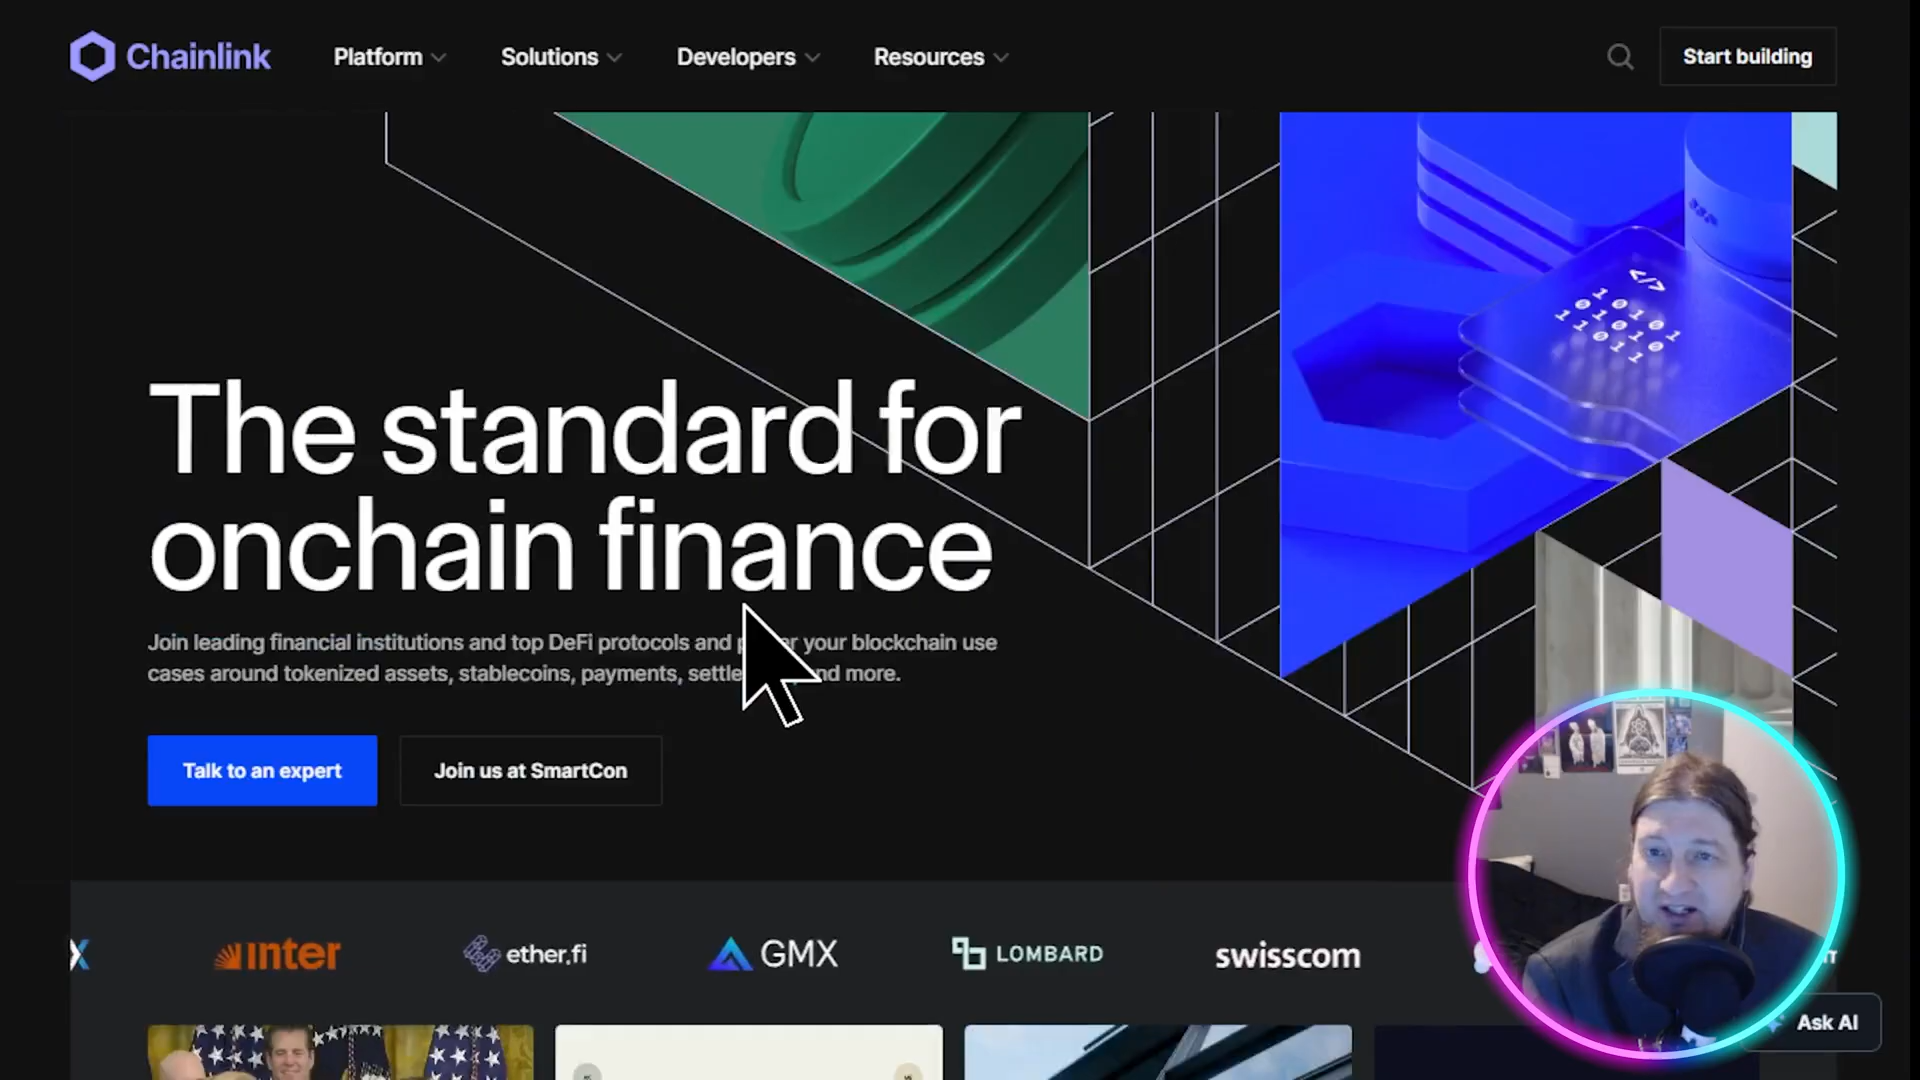 Chainlink
Platform
Solutions
Developers
Resources
Start building
</>
The standard for
onchain finance
Join leading financial institutions and top DeFi protocols and your blockchain use
cases around tokenized assets, stablecoins, payments, and more.
Talk to an expert
Join us at SmartCon
inter
ether.fi
GMX
LOMBARD
swisscom
Ask AI